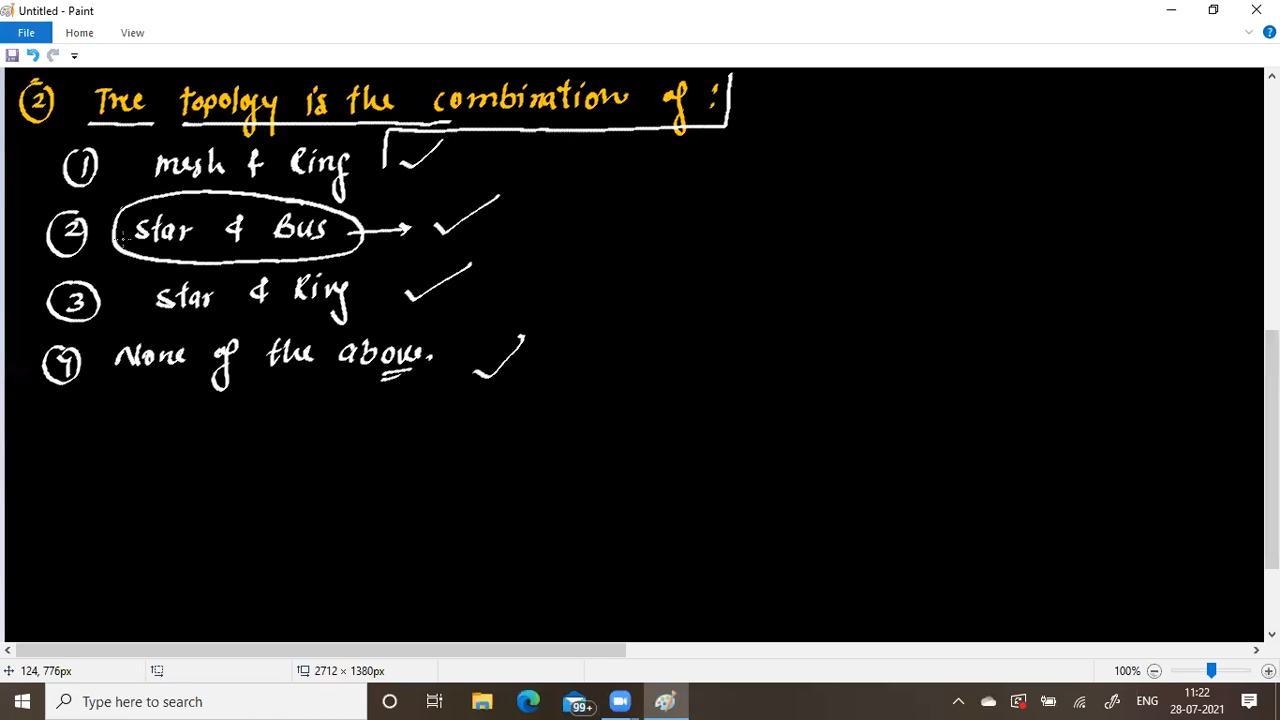 Untitled - Paint
File Home View
② Tree topology is the combination of :
① mesh & Ring
② star & Bus
③ star & Ring
④ None of the above.
124, 776px 2712 × 1380px 100%
Type here to search 99+ ENG 11:22
28-07-2021